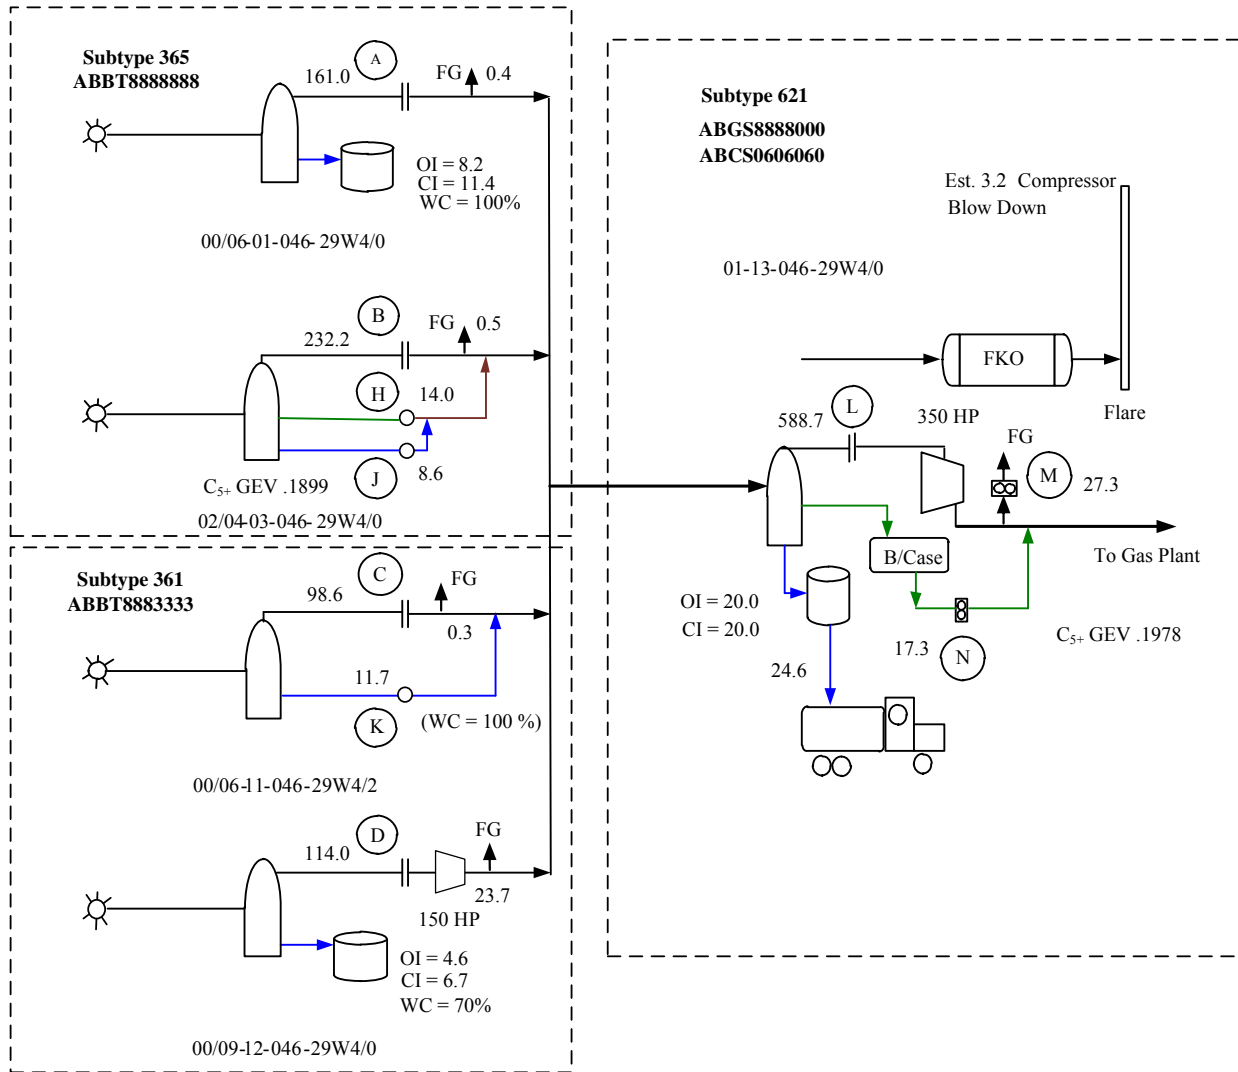 Subtype 365
ABBT8888888
A
161.0
FG
0.4
OI = 8.2
CI = 11.4
WC = 100%
00/06-01-046- 29W4/0
B
232.2
FG
0.5
H
14.0
J
8.6
C5+ GEV .1899
02/04-03-046- 29W4/0
Subtype 361
ABBT8883333
C
98.6
FG
0.3
11.7
K
(WC = 100 %)
00/06-11-046-29W4/2
D
114.0
FG
23.7
150 HP
OI = 4.6
CI = 6.7
WC = 70%
00/09-12-046-29W4/0
Subtype 621
ABGS8888000
ABCS0606060
Est. 3.2 Compressor
Blow Down
01-13-046-29W4/0
FKO
Flare
L
588.7
350 HP
FG
M
27.3
To Gas Plant
B/Case
OI = 20.0
CI = 20.0
17.3
N
C5+ GEV .1978
24.6